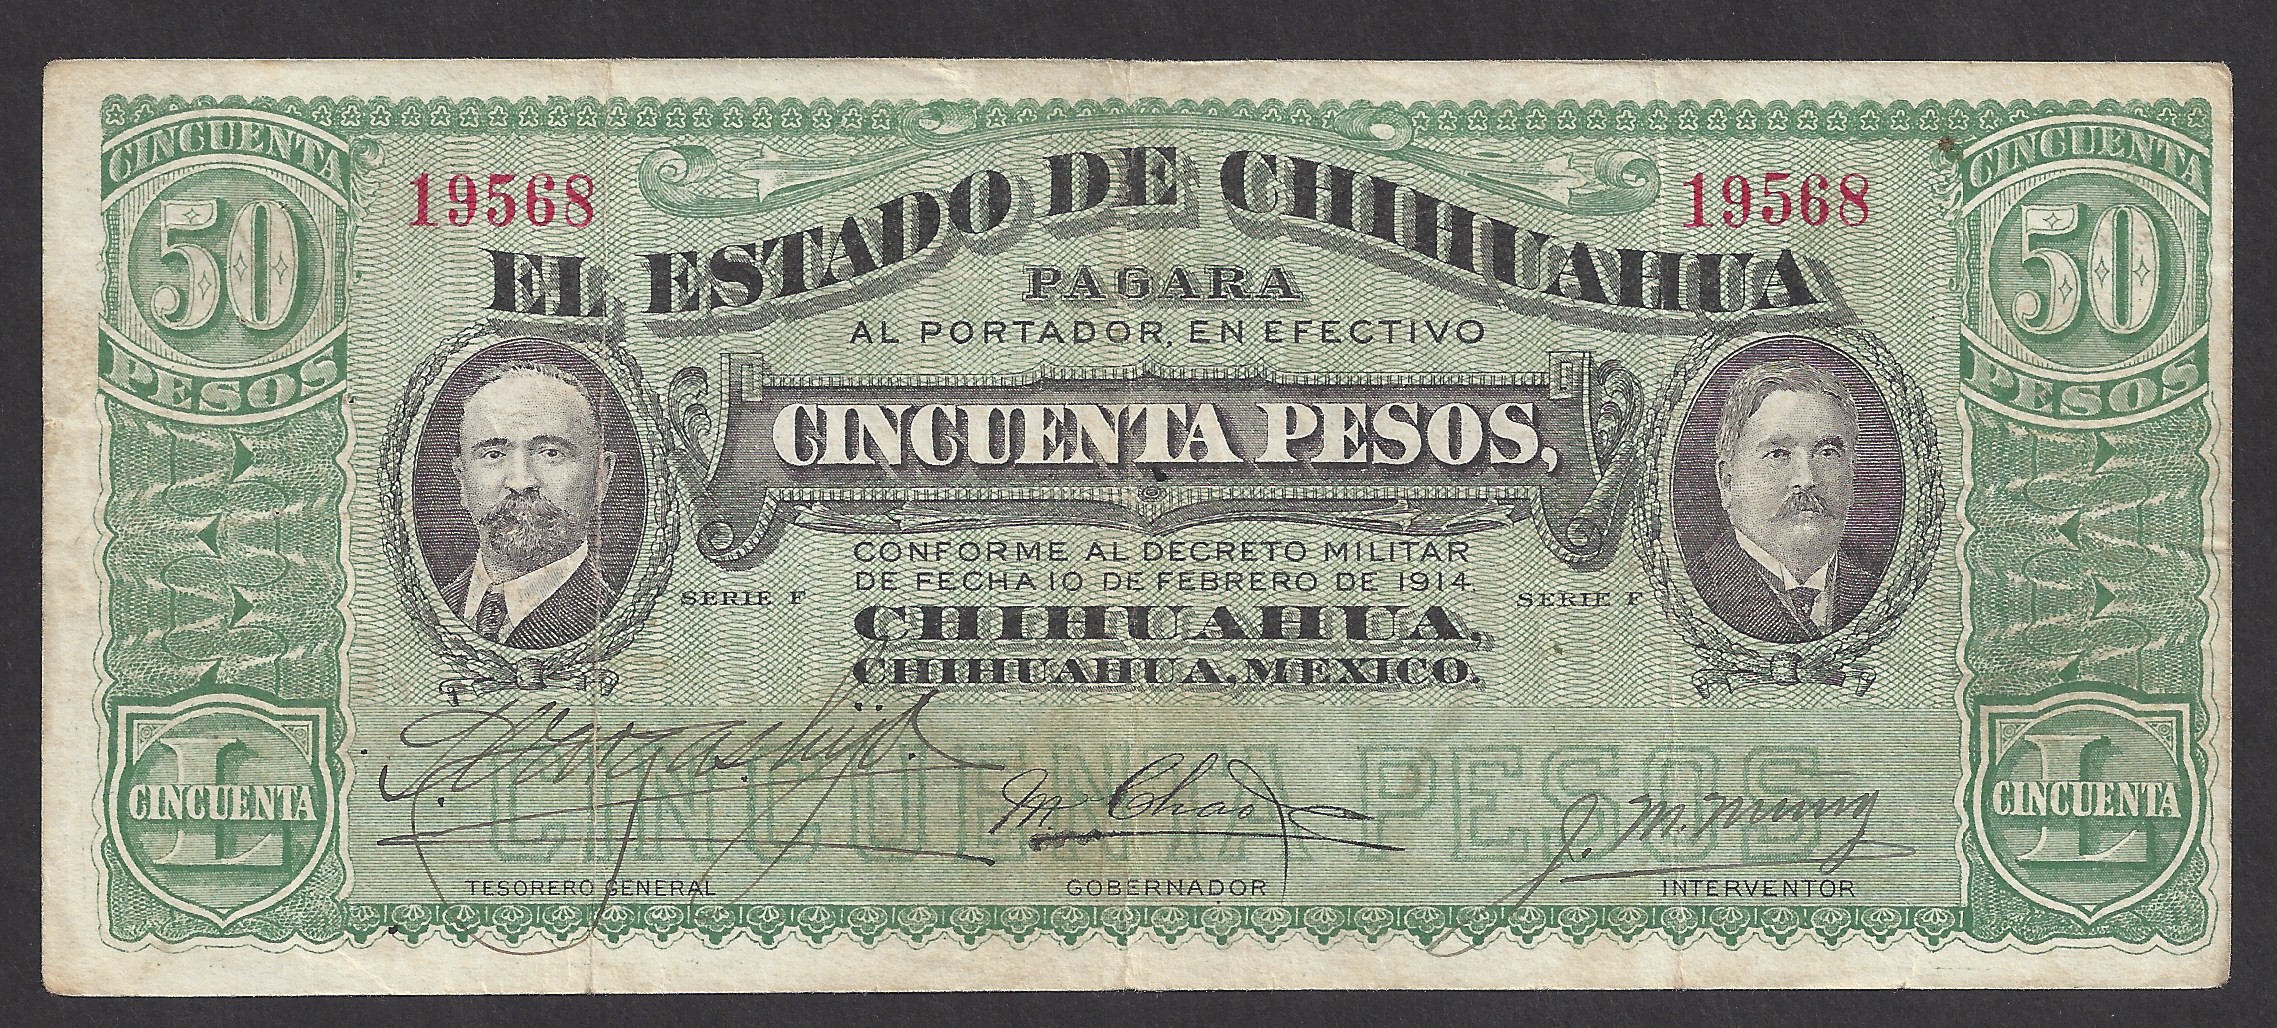 CINCUENTA
50
PESOS
19568
EL ESTADO DE CHIHUAHUA
19568
CINCUENTA
50
PESOS
PAGARA
AL PORTADOR, EN EFECTIVO
CINCUENTA PESOS,
CONFORME AL DECRETO MILITAR
DE FECHA 10 DE FEBRERO DE 1914.
SERIE F
SERIE F
CHIHUAHUA,
CHIHUAHUA, MEXICO.
CINCUENTA PESOS
L
CINCUENTA
M Chao
L
CINCUENTA
TESORERO GENERAL
GOBERNADOR
INTERVENTOR